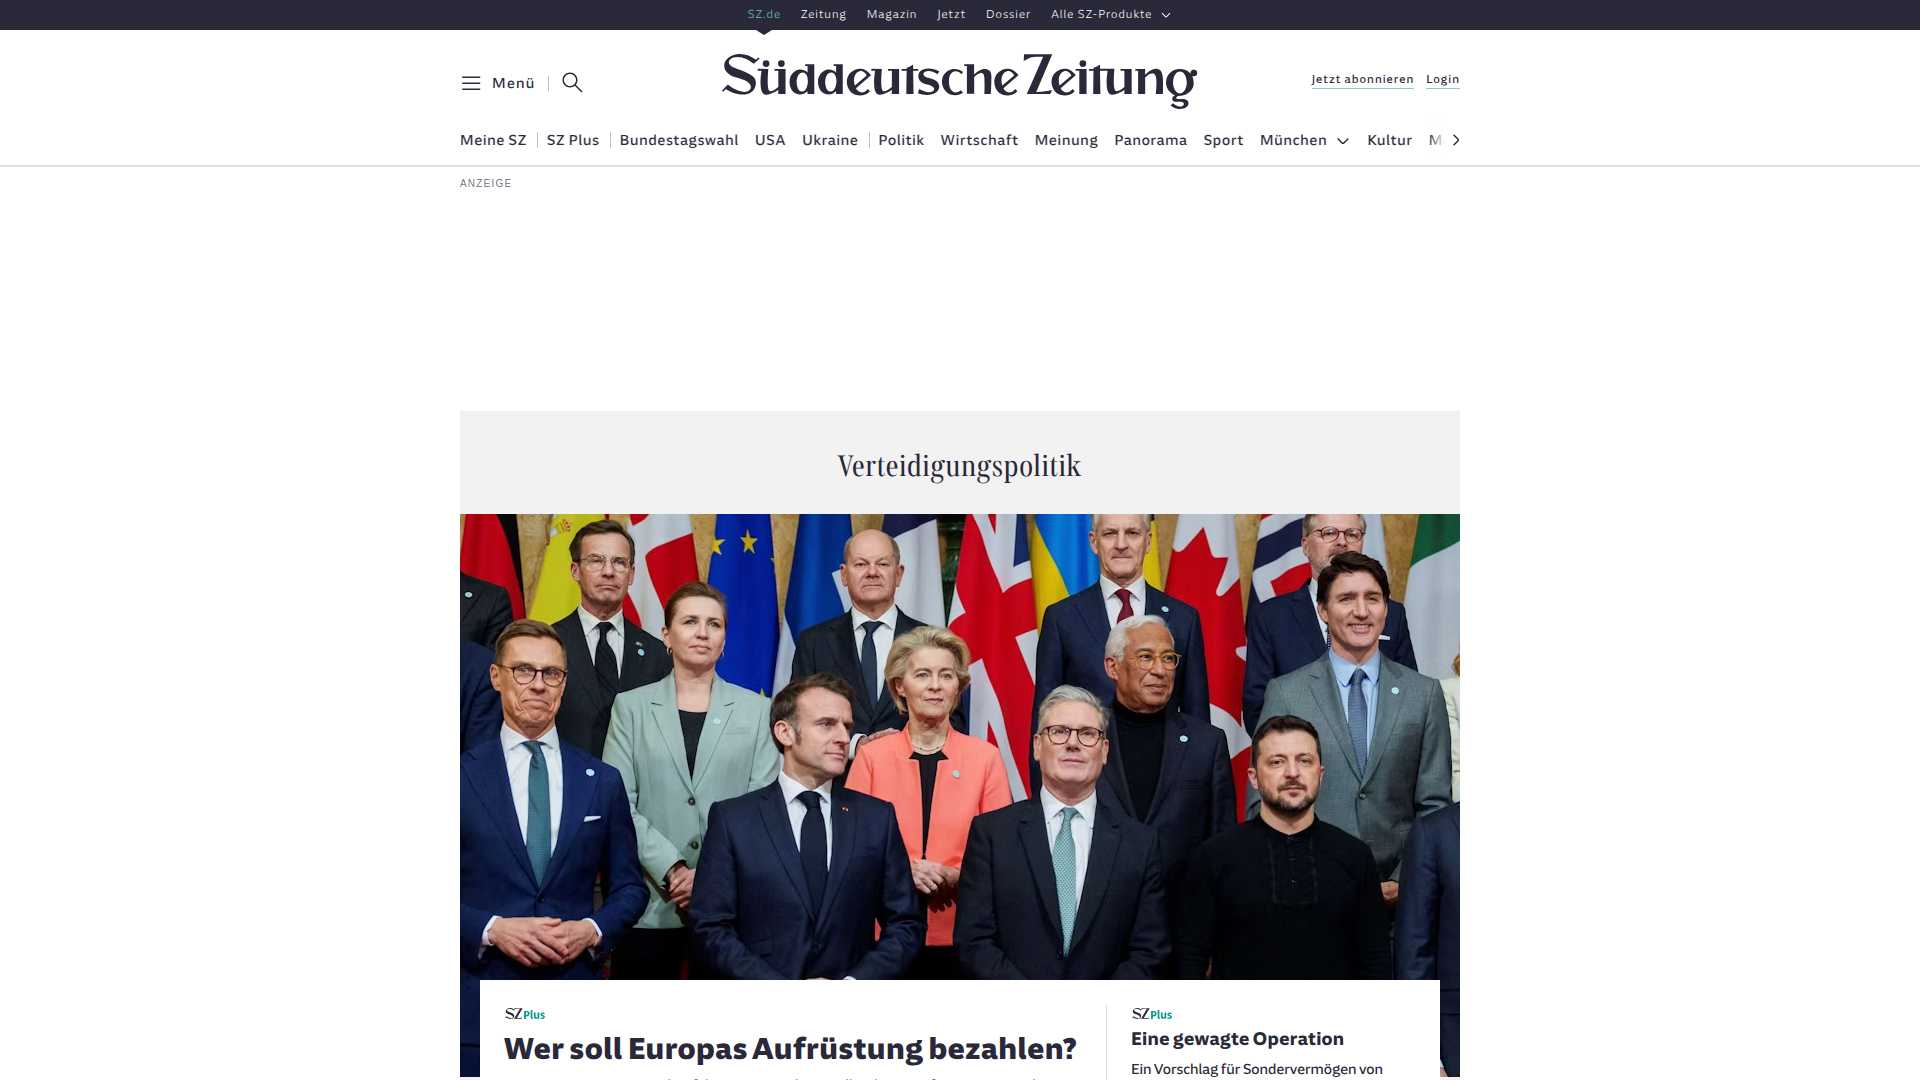 SZ.de Zeitung Magazin Jetzt Dossier Alle SZ-Produkte
Menü
Süddeutsche Zeitung
Jetzt abonnieren Login
Meine SZ SZ Plus Bundestagswahl USA Ukraine Politik Wirtschaft Meinung Panorama Sport München Kultur M
ANZEIGE
Verteidigungspolitik
SZ Plus
Wer soll Europas Aufrüstung bezahlen?
SZ Plus
Eine gewagte Operation
Ein Vorschlag für Sondervermögen von